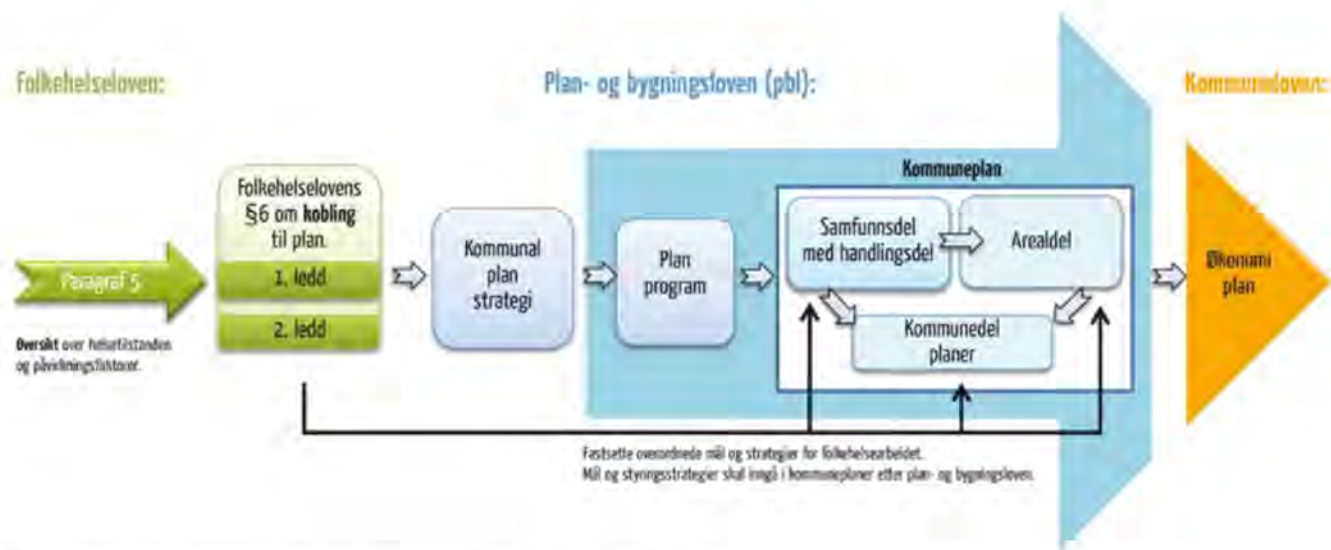 Folkehelseloven:
Plan- og bygningsloven (pbl):
Kommuneloven:
Paragraf 5
Oversikt over helsetilstanden
og påvirkningsfaktorer.
Folkehelselovens
§6 om kobling
til plan.
1. ledd
2. ledd
Kommunal
plan
strategi
Plan
program
Kommuneplan
Samfunnsdel
med handlingsdel
Arealdel
Kommunedel
planer
Økonomi
plan
Fastsette overordnede mål og strategier for folkehelsearbeidet.
Mål og styringsstrategier skal inngå i kommuneplaner etter plan- og bygningsloven.